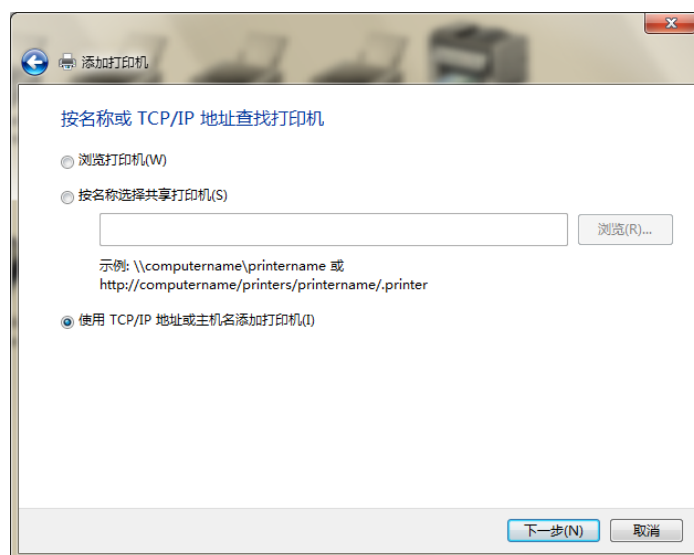 添加打印机
按名称或 TCP/IP 地址查找打印机
浏览打印机(W)
按名称选择共享打印机(S)
浏览(R)...
示例: \\computername\printername 或
http://computername/printers/printername/.printer
使用 TCP/IP 地址或主机名添加打印机(I)
下一步(N)
取消